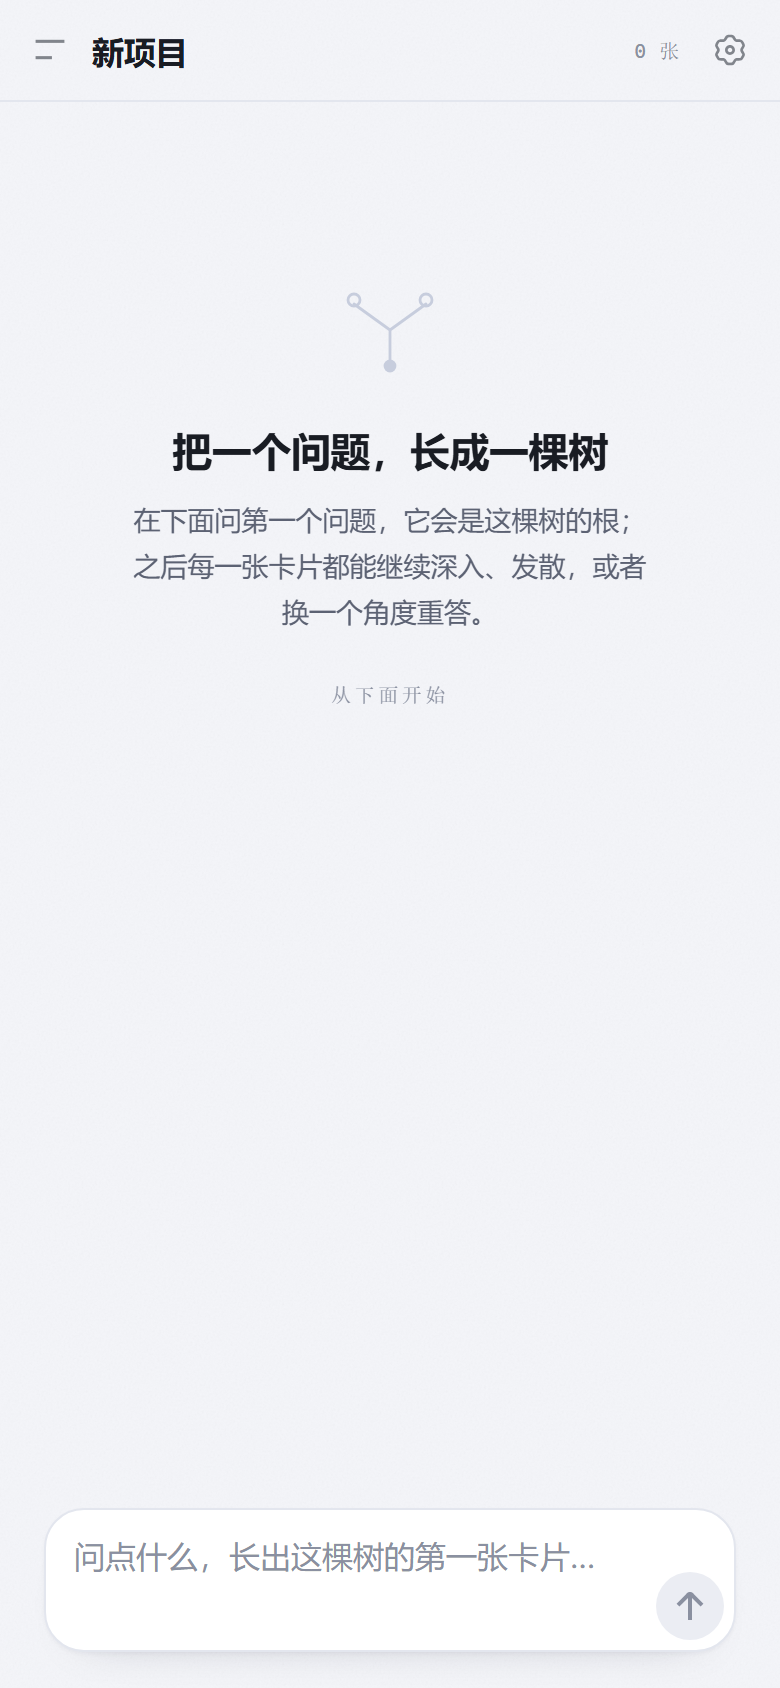 新项目
0 张
把一个问题，长成一棵树
在下面问第一个问题，它会是这棵树的根；
之后每一张卡片都能继续深入、发散，或者
换一个角度重答。
从下面开始
问点什么，长出这棵树的第一张卡片...